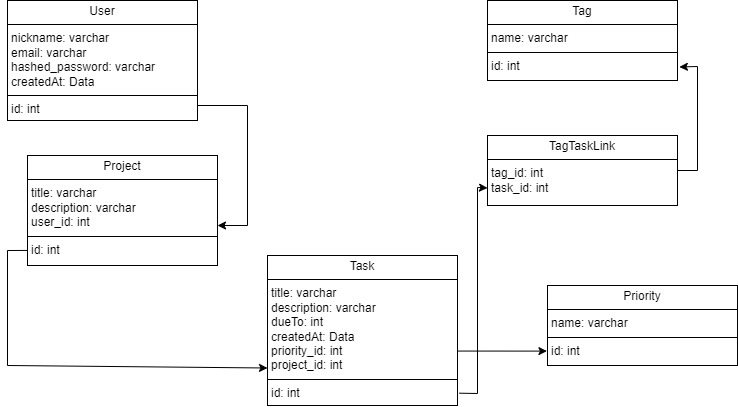 User
nickname: varchar
email: varchar
hashed_password: varchar
createdAt: Data
id: int
Tag
name: varchar
id: int
Project
title: varchar
description: varchar
user_id: int
id: int
TagTaskLink
tag_id: int
task_id: int
Task
title: varchar
description: varchar
dueTo: int
createdAt: Data
priority_id: int
project_id: int
id: int
Priority
name: varchar
id: int